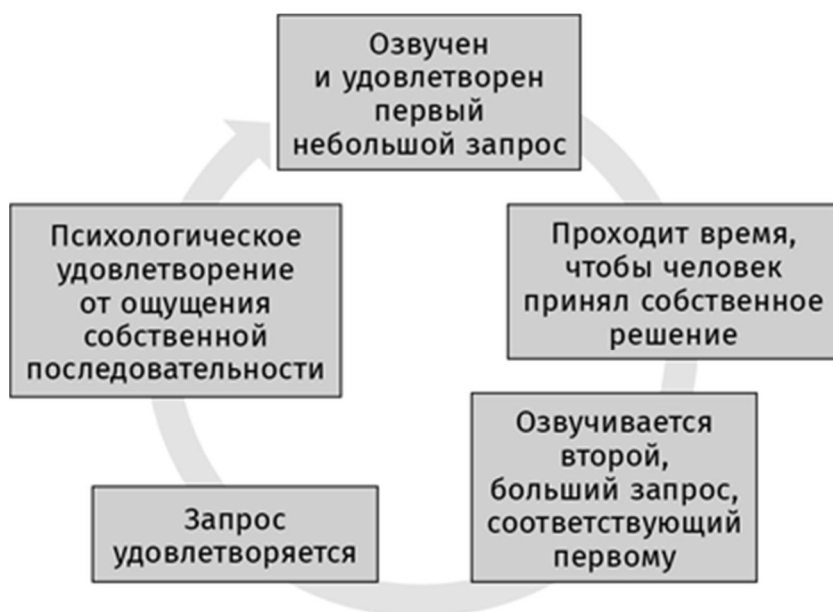 Озвучен
и удовлетворен
первый
небольшой запрос
Проходит время,
чтобы человек
принял собственное
решение
Озвучивается
второй,
больший запрос,
соответствующий
первому
Запрос
удовлетворяется
Психологическое
удовлетворение
от ощущения
собственной
последовательности